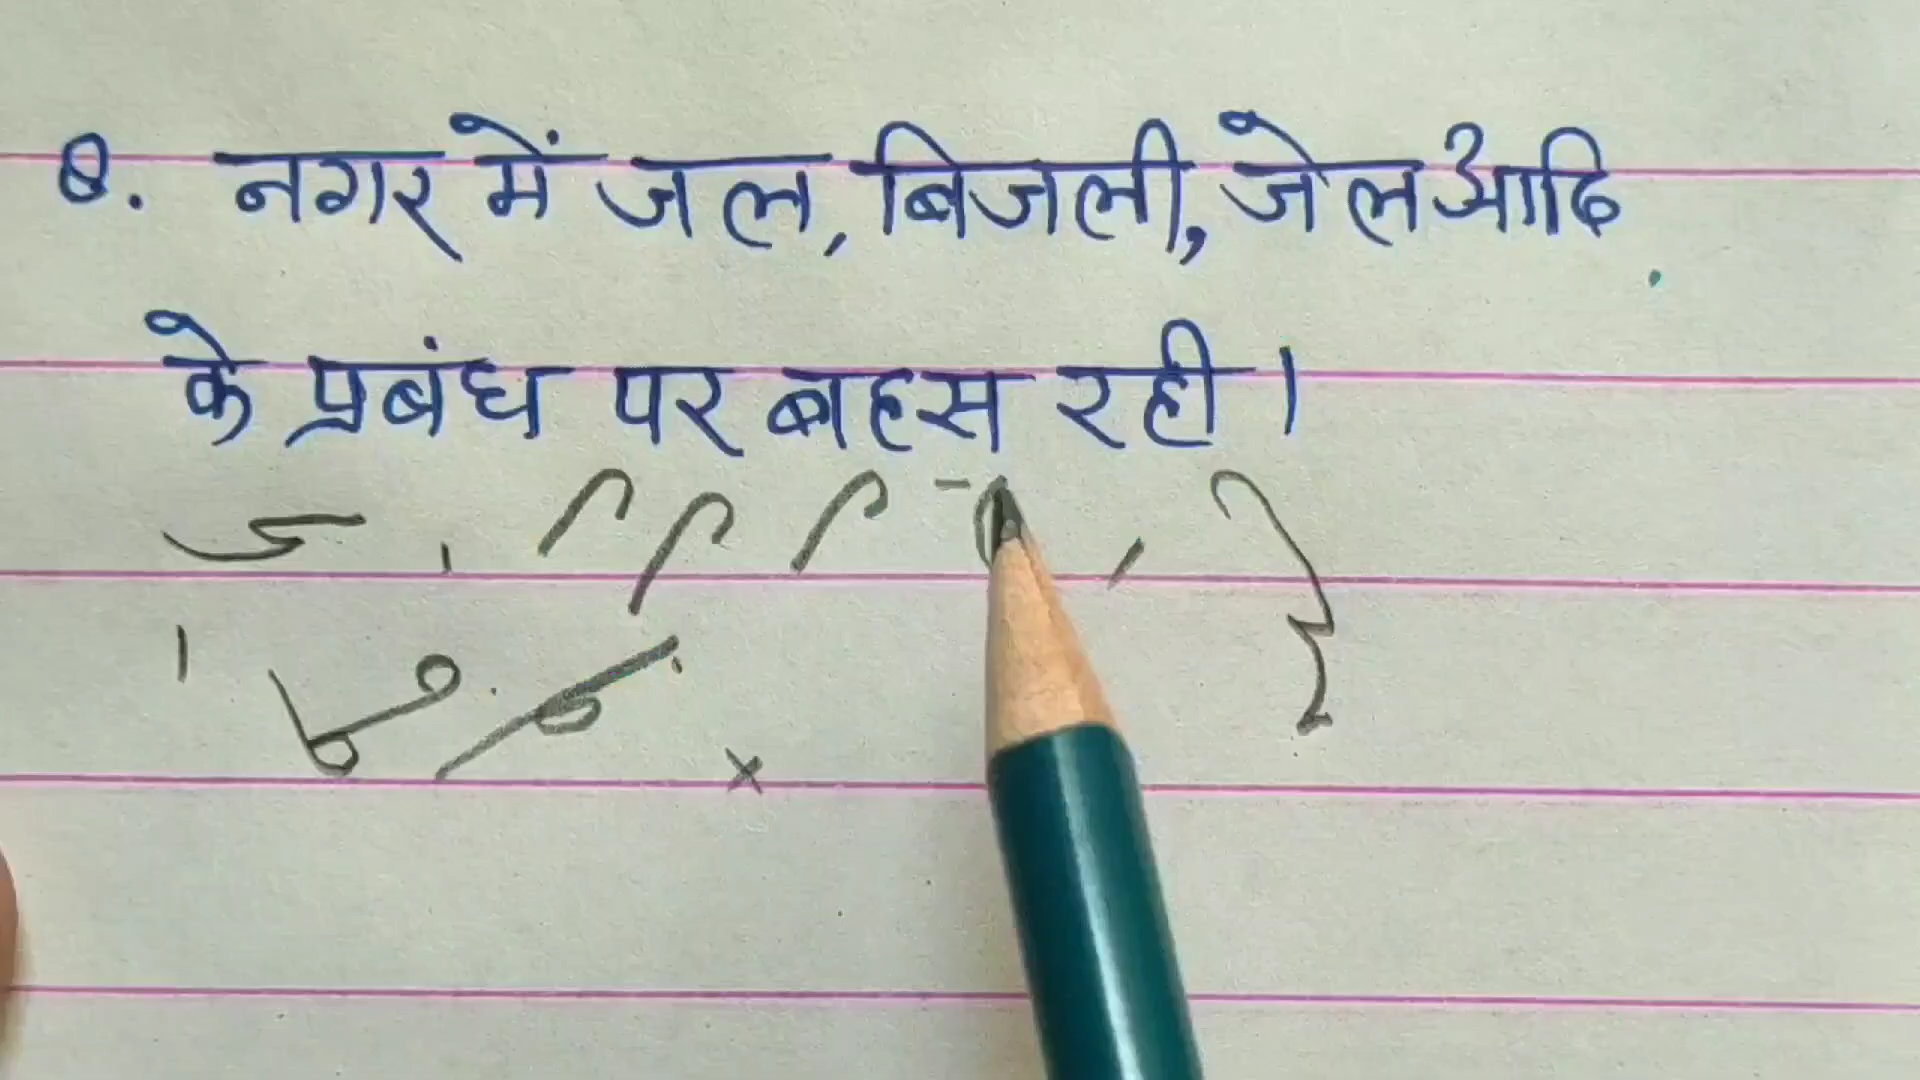 8. नगर में जल, बिजली, जेल आदि
के प्रबंध पर बहस रही।